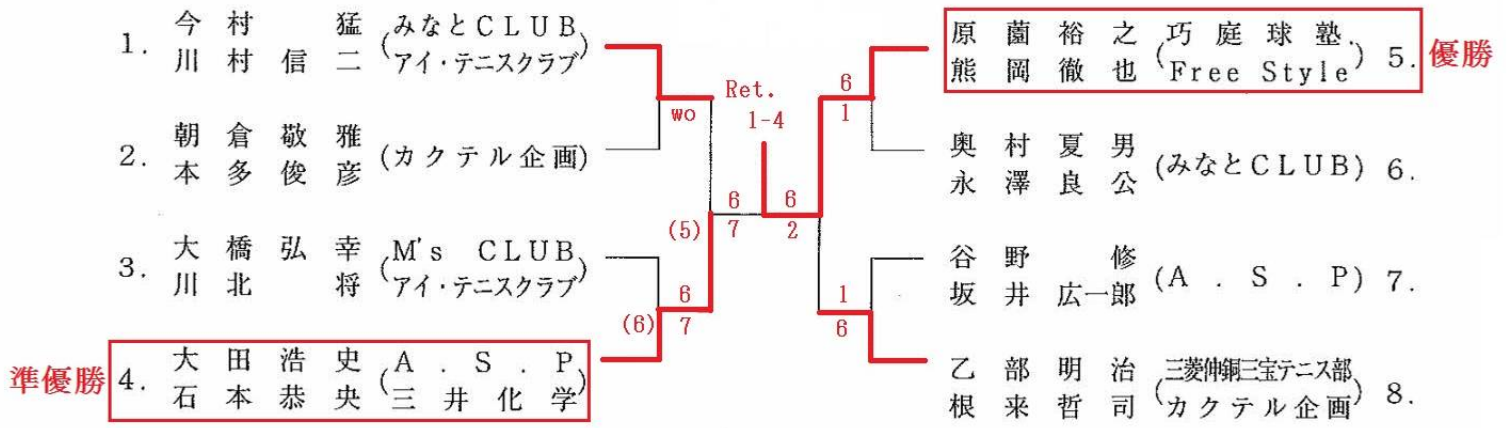 1. 今村 猛 (みなとCLUB
川村信二 アイ・テニスクラブ)
2. 朝倉敬雅
本多俊彦 (カクテル企画)
3. 大橋弘幸 (M's CLUB
川北 将 アイ・テニスクラブ)
準優勝 4. 大田浩史 (A.S.P
石本恭央 三井化学)
wo
6
7
(5)
6
7
(6)
Ret.
1-4
6
2
6
1
1
6
原薗裕之 (巧庭球塾. 5. 優勝
熊岡徹也 Free Style)
奥村夏男
永澤良公 (みなとCLUB) 6.
谷野 修
坂井広一郎 (A.S.P) 7.
乙部明治 (三菱伸銅三宝テニス部
根来哲司 カクテル企画) 8.